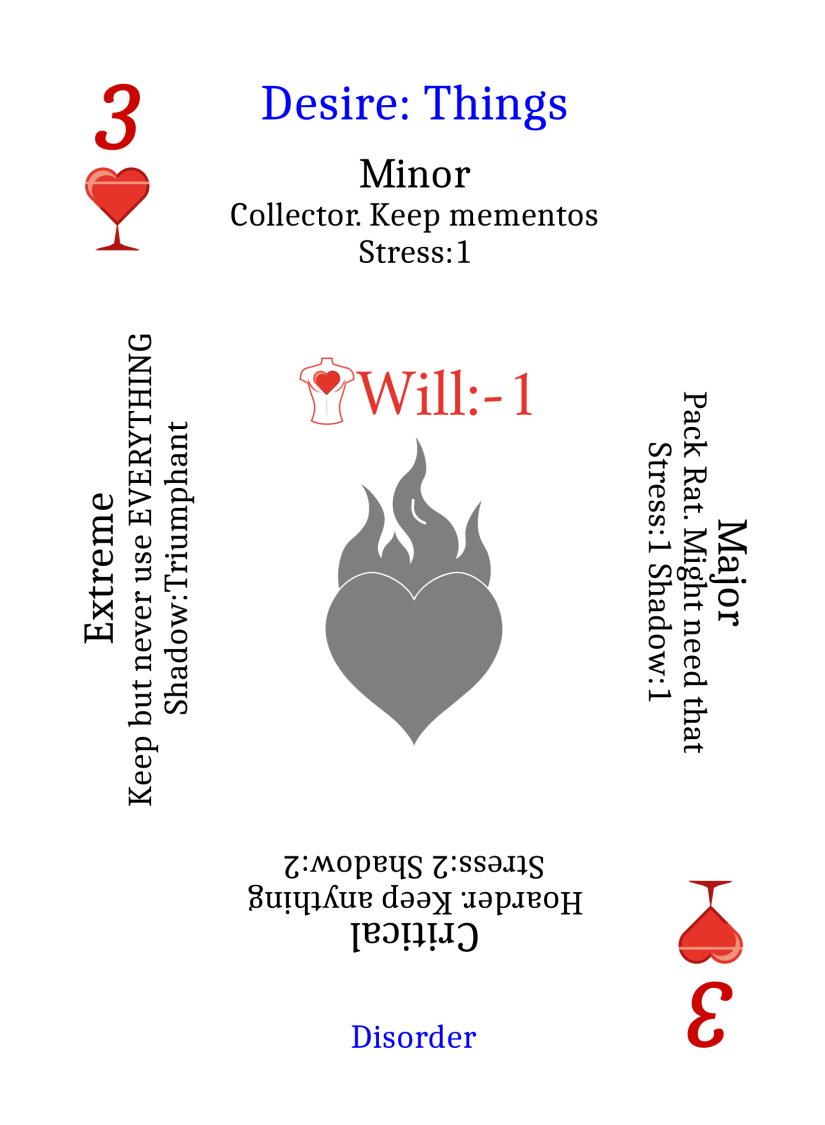 3
Desire: Things
Minor
Collector. Keep mementos
Stress:1
Will:-1
Major
Pack Rat. Might need that
Stress:1 Shadow:1
Critical
Hoarder. Keep anything
Stress:2 Shadow:2
Extreme
Keep but never use EVERYTHING
Shadow:Triumphant
Disorder
3